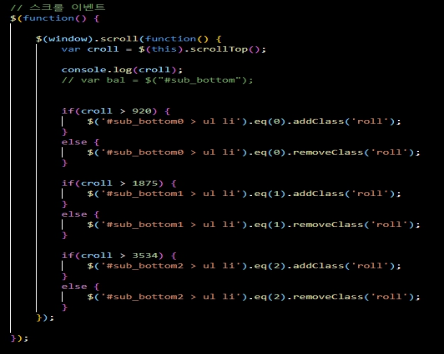 // 스크롤 이벤트
$(function() {
$(window).scroll(function() {
var croll = $(this).scrollTop();
console.log(croll);
// var bal = $("#sub_bottom");
if(croll > 920) {
$('#sub_bottom0 > ul li').eq(0).addClass('roll');
}
else {
$('#sub_bottom0 > ul li').eq(0).removeClass('roll');
}
if(croll > 1875) {
$('#sub_bottom1 > ul li').eq(1).addClass('roll');
}
else {
$('#sub_bottom1 > ul li').eq(1).removeClass('roll');
}
if(croll > 3534) {
$('#sub_bottom2 > ul li').eq(2).addClass('roll');
}
else {
$('#sub_bottom2 > ul li').eq(2).removeClass('roll');
}
});
});